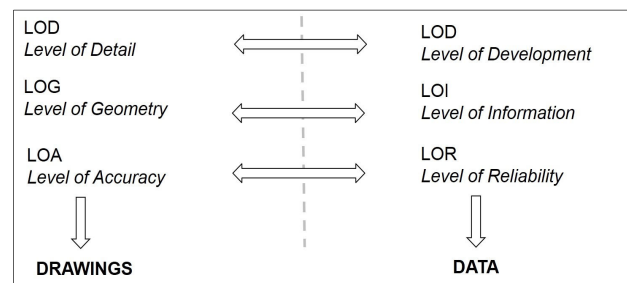 LOD
Level of Detail
LOD
Level of Development
LOG
Level of Geometry
LOI
Level of Information
LOA
Level of Accuracy
LOR
Level of Reliability
DRAWINGS
DATA